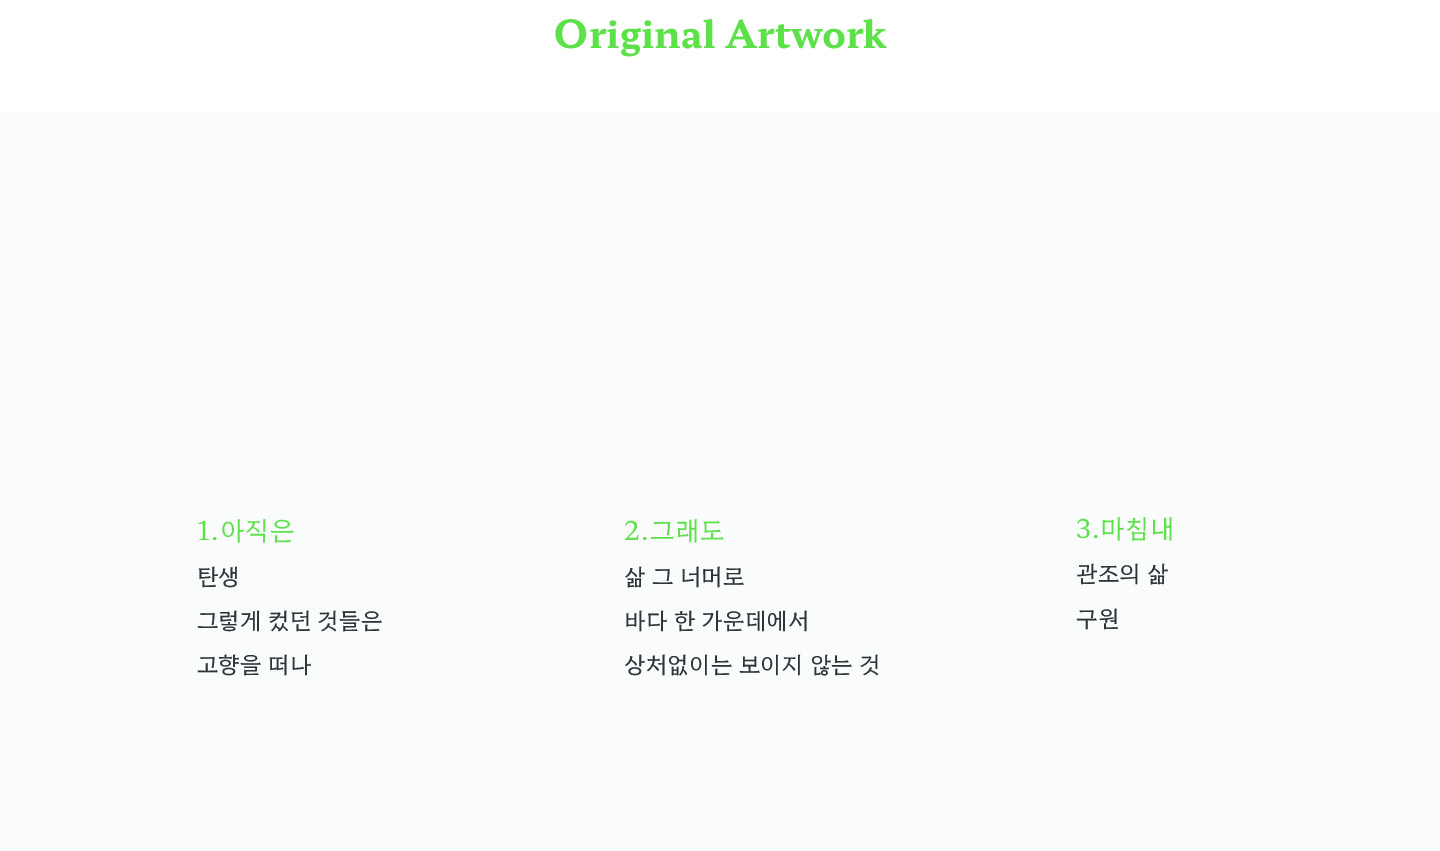 Original Artwork
1.아직은
탄생
그렇게 컸던 것들은
고향을 떠나
2.그래도
삶 그 너머로
바다 한 가운데에서
상처없이는 보이지 않는 것
3.마침내
관조의 삶
구원